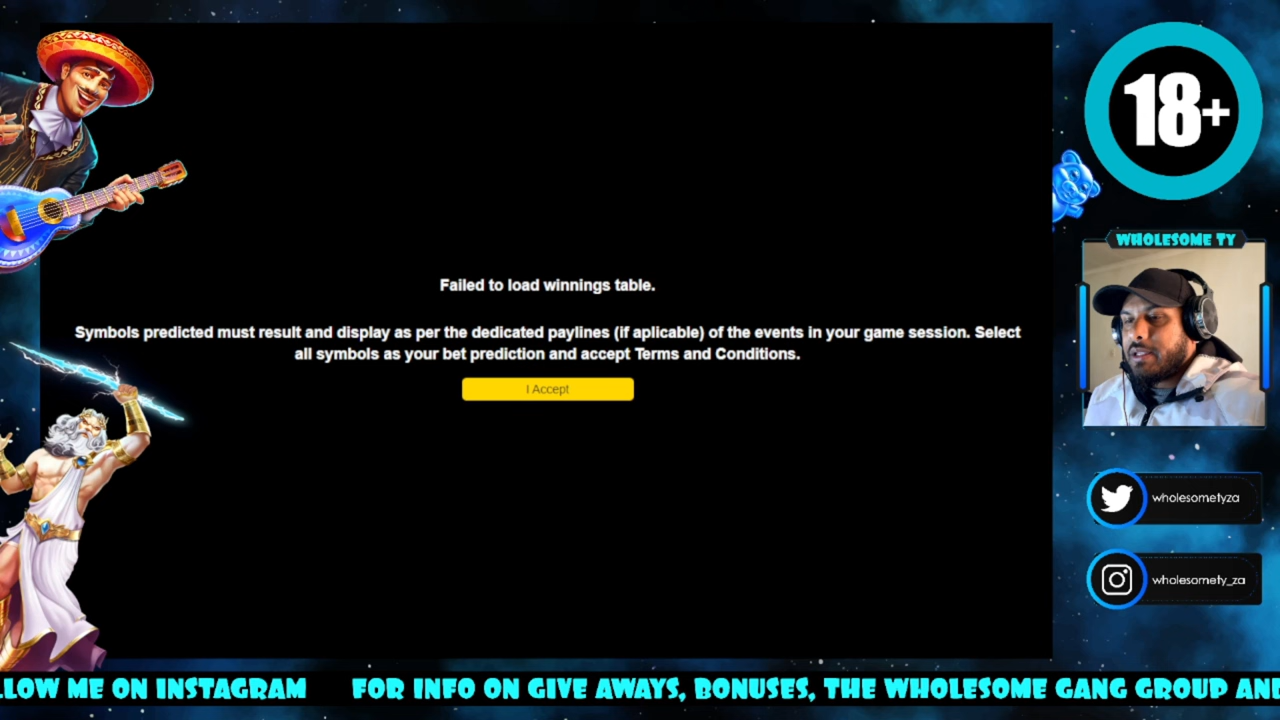 18+
WHOLESOME TY
Failed to load winnings table.
Symbols predicted must result and display as per the dedicated paylines (if aplicable) of the events in your game session. Select
all symbols as your bet prediction and accept Terms and Conditions.
I Accept
wholesometyza
wholesomety_za
LLOW ME ON INSTAGRAM FOR INFO ON GIVE AWAYS, BONUSES, THE WHOLESOME GANG GROUP AND